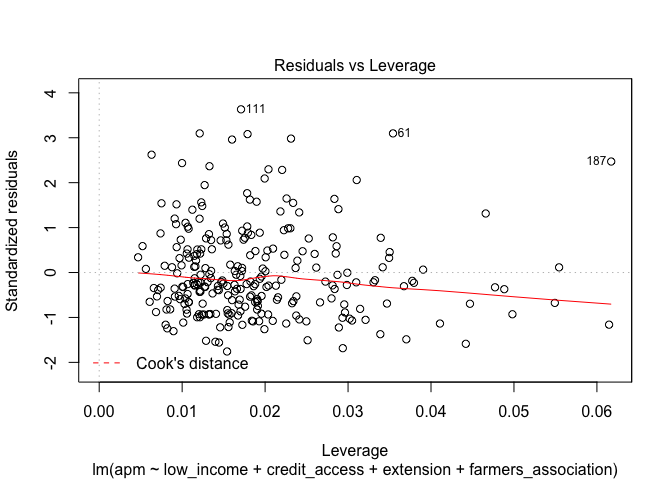 Residuals vs Leverage
4
3
2
1
0
-1
-2
Standardized residuals
111
61
187
Cook's distance
0.00 0.01 0.02 0.03 0.04 0.05 0.06
Leverage
lm(apm ~ low_income + credit_access + extension + farmers_association)